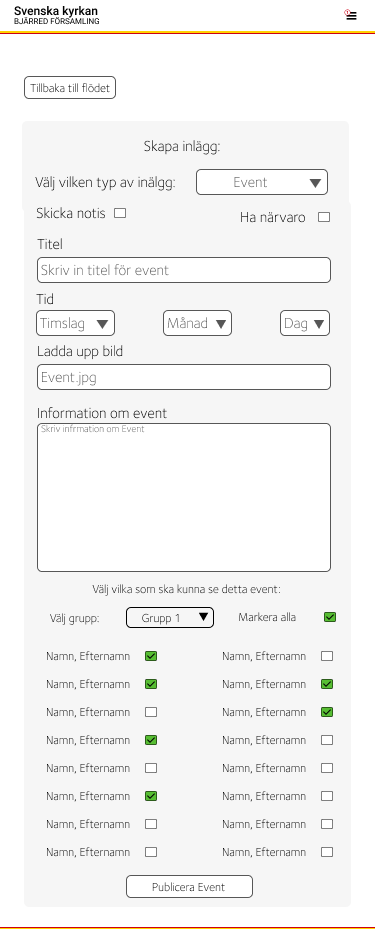 Svenska kyrkan
BJÄRRED FÖRSAMLING
Tillbaka till flödet
Skapa inlägg:
Välj vilken typ av inälgg: Event
Skicka notis Ha närvaro
Titel
Skriv in titel för event
Tid
Timslag Månad Dag
Ladda upp bild
Event.jpg
Information om event
Skriv infrmation om Event
Välj vilka som ska kunna se detta event:
Välj grupp: Grupp 1 Markera alla
Namn, Efternamn Namn, Efternamn
Namn, Efternamn Namn, Efternamn
Namn, Efternamn Namn, Efternamn
Namn, Efternamn Namn, Efternamn
Namn, Efternamn Namn, Efternamn
Namn, Efternamn Namn, Efternamn
Namn, Efternamn Namn, Efternamn
Namn, Efternamn Namn, Efternamn
Publicera Event